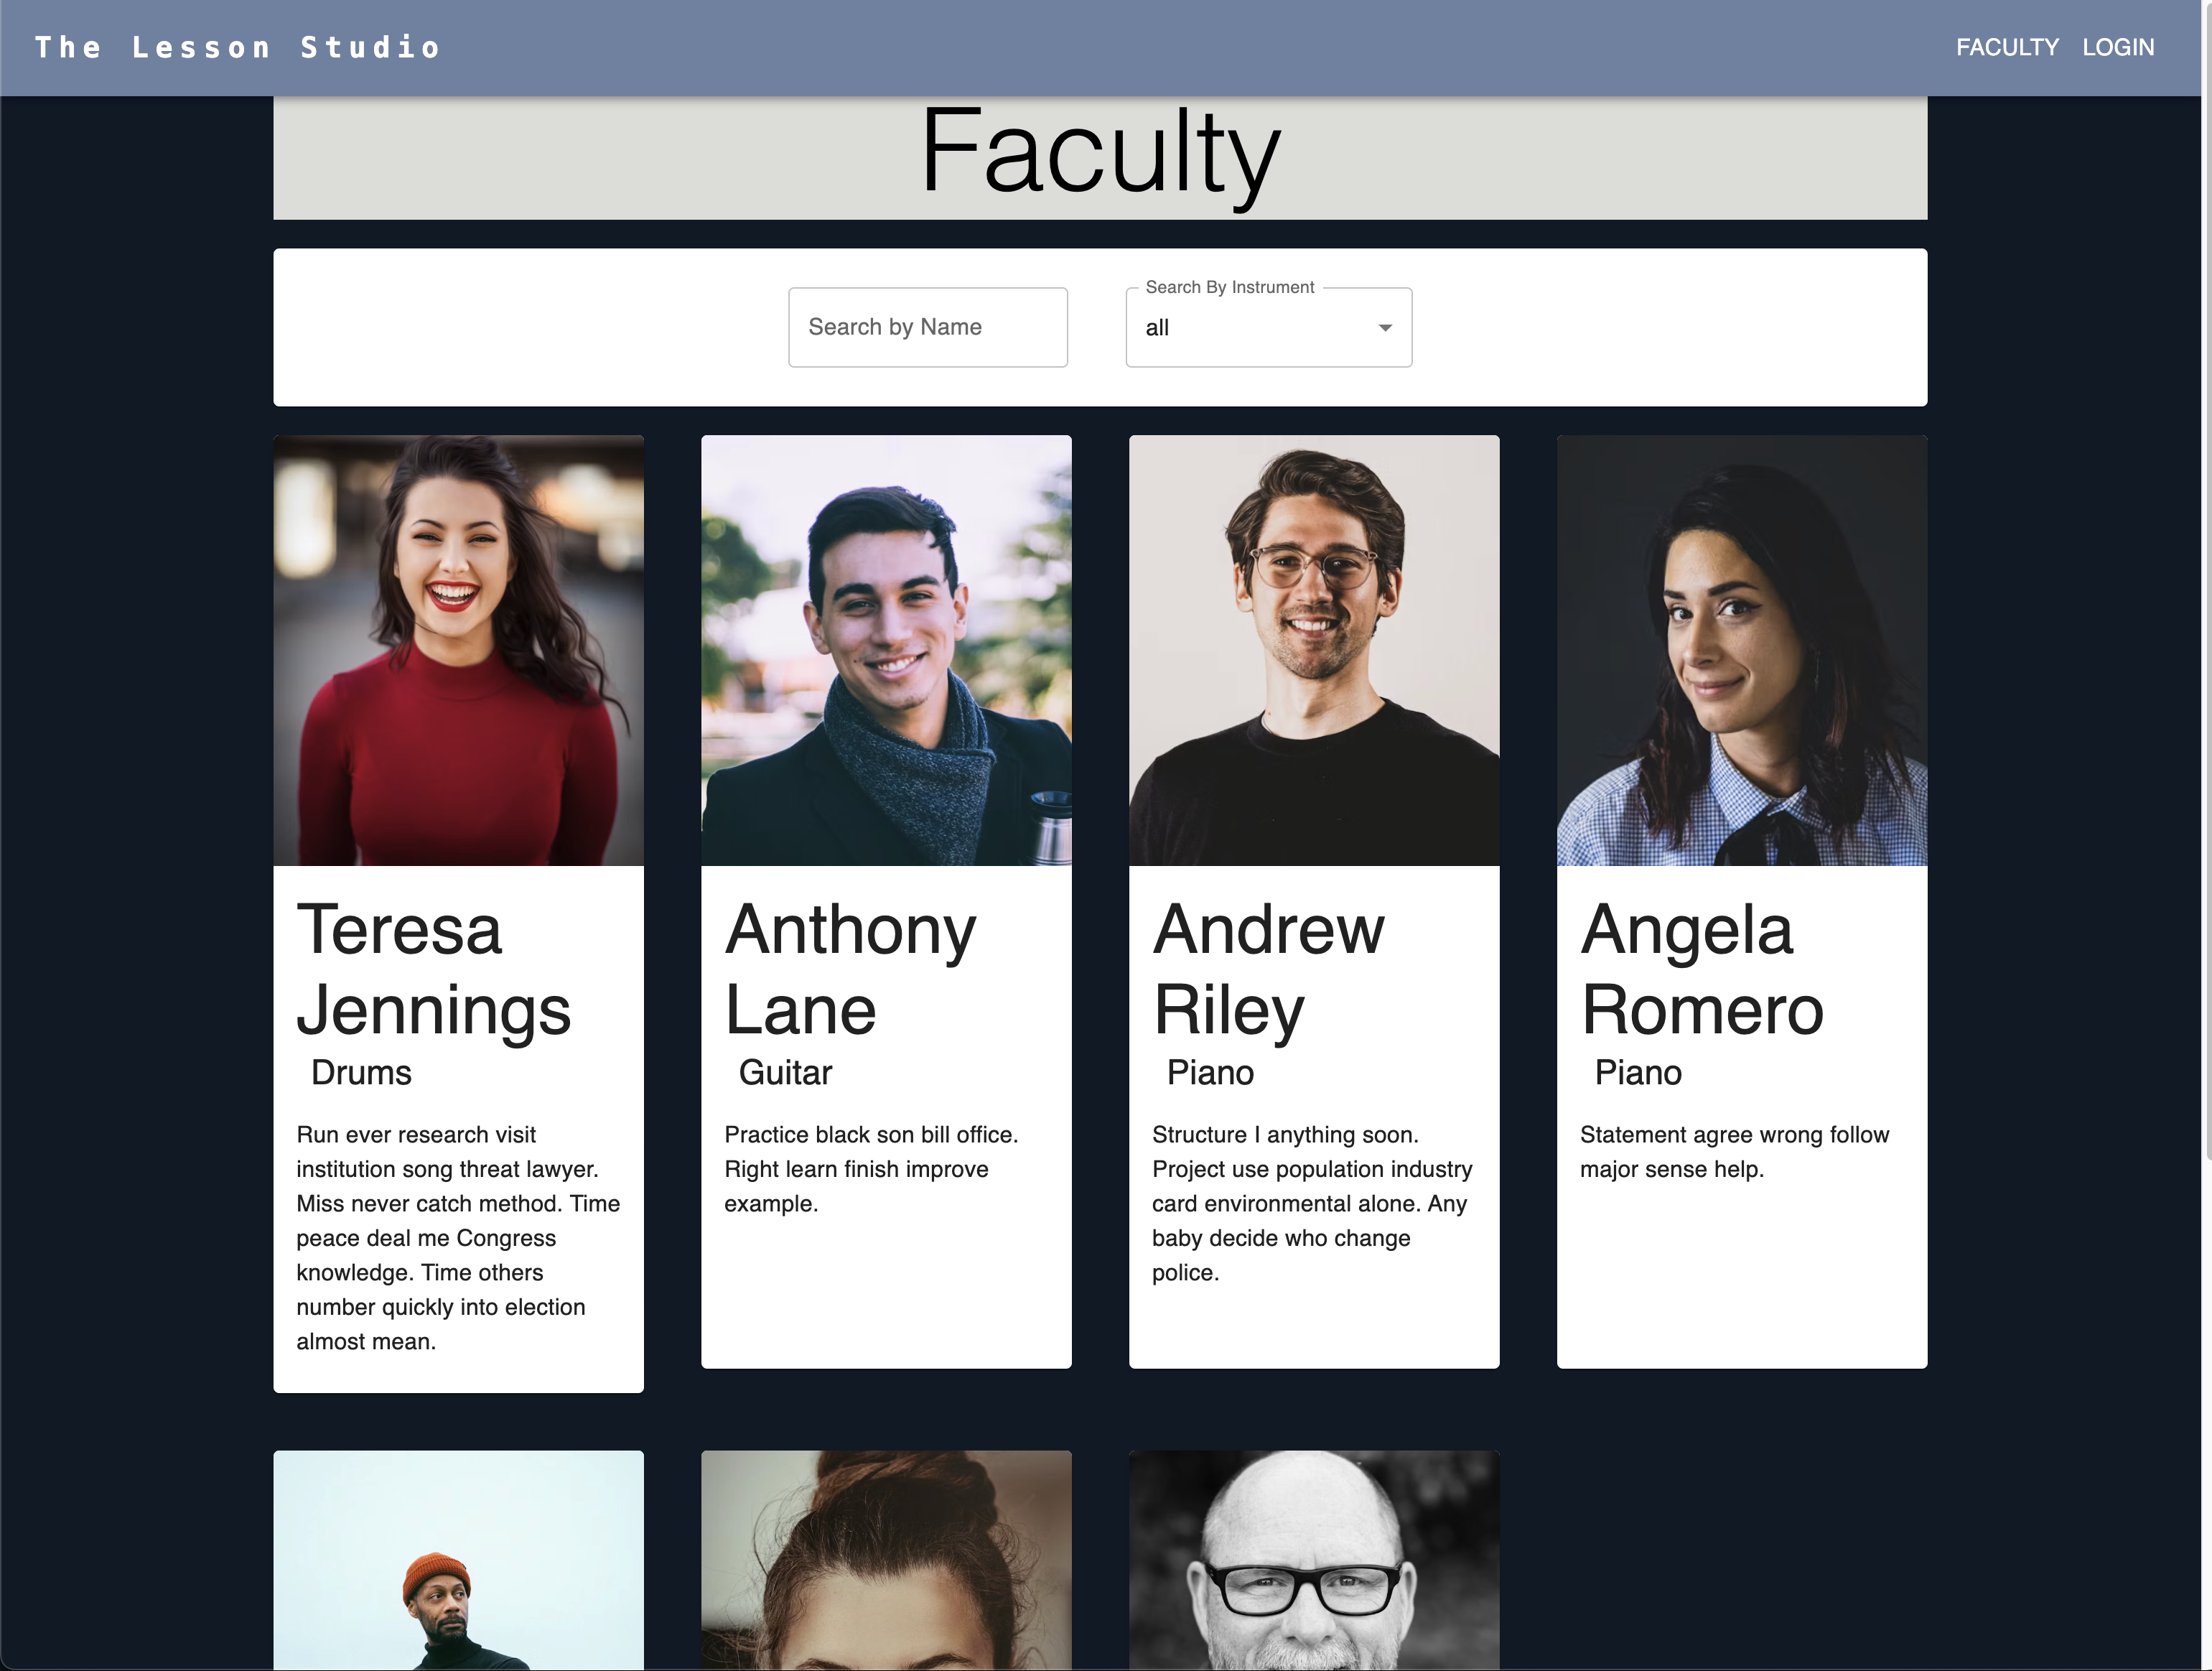 The Lesson Studio
FACULTY LOGIN
Faculty
Search by Name
Search By Instrument
all
Teresa
Jennings
Drums
Run ever research visit
institution song threat lawyer.
Miss never catch method. Time
peace deal me Congress
knowledge. Time others
number quickly into election
almost mean.
Anthony
Lane
Guitar
Practice black son bill office.
Right learn finish improve
example.
Andrew
Riley
Piano
Structure I anything soon.
Project use population industry
card environmental alone. Any
baby decide who change
police.
Angela
Romero
Piano
Statement agree wrong follow
major sense help.